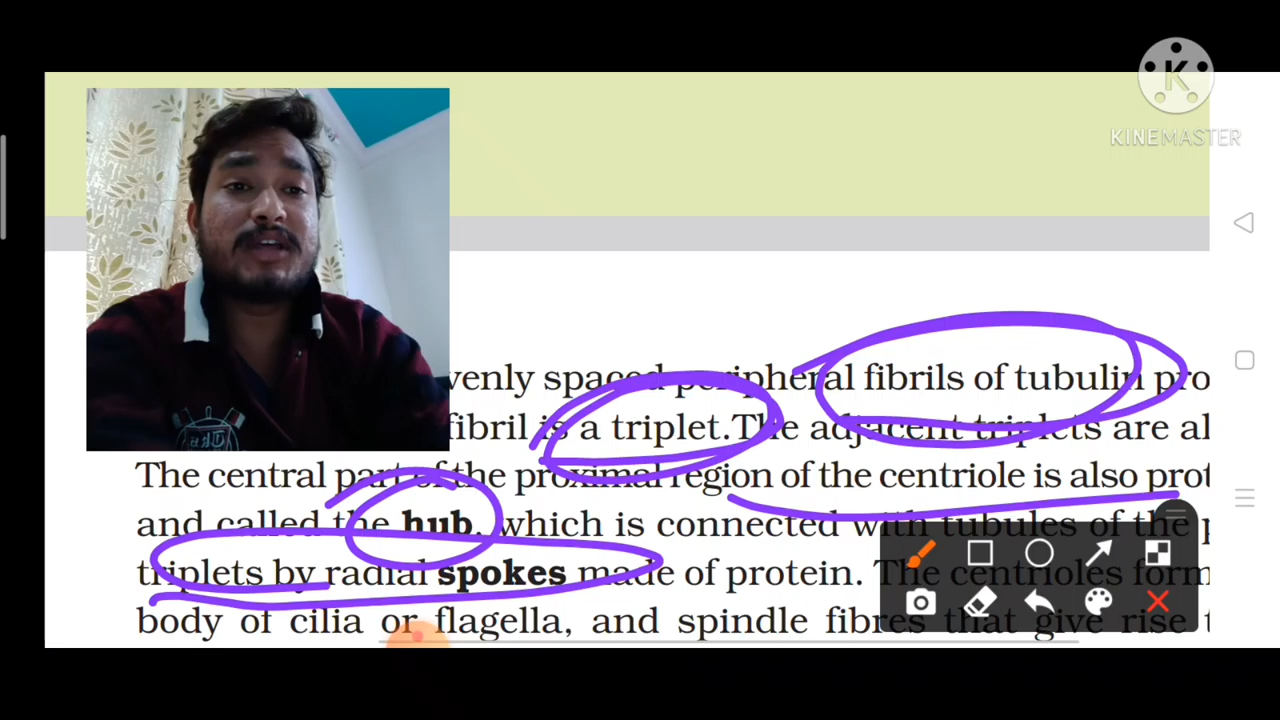 K
KINEMASTER
venly spaced peripheral fibrils of tubulin pro
fibril is a triplet. The adjacent triplets are al
The central part of the proximal region of the centriole is also prot
and called the hub, which is connected with tubules of the p
triplets by radial spokes made of protein. The centrioles form
body of cilia or flagella, and spindle fibres that give rise t